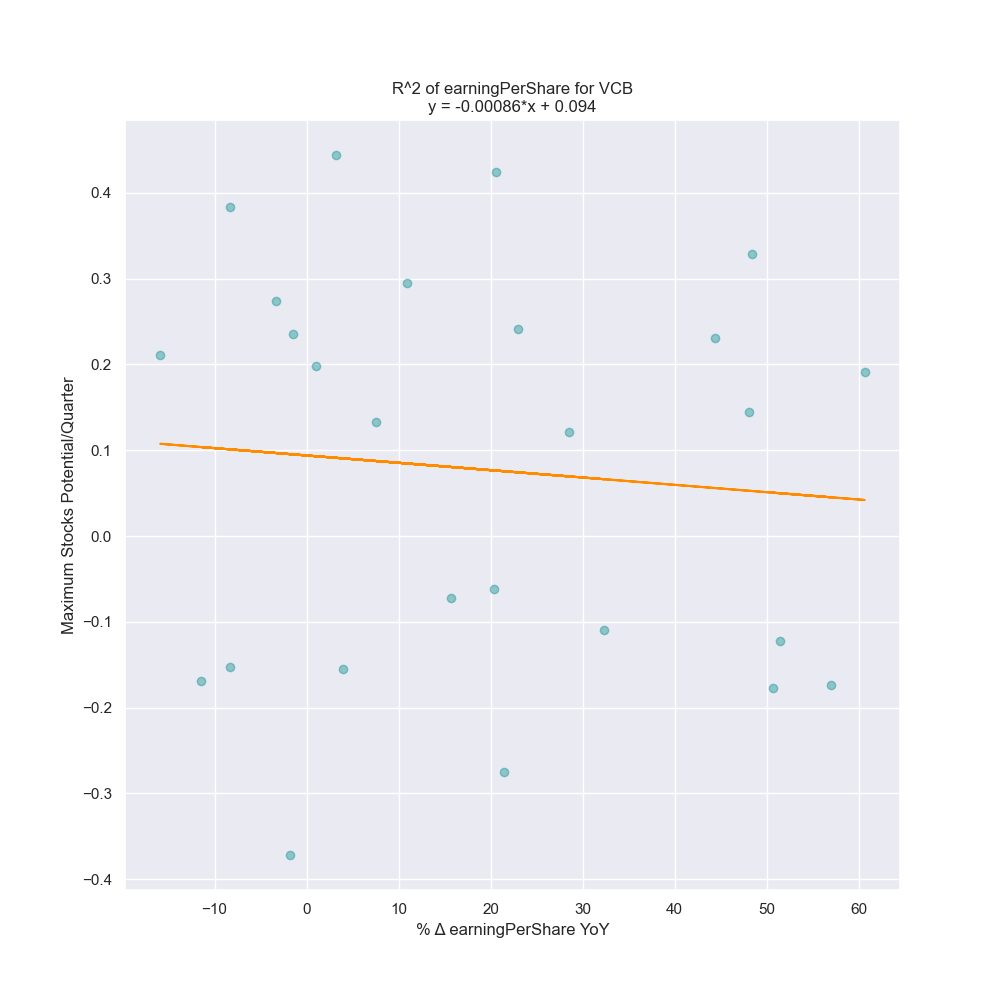 R^2 of earningPerShare for VCB
y = -0.00086*x + 0.094
Maximum Stocks Potential/Quarter
0.4
0.3
0.2
0.1
0.0
−0.1
−0.2
−0.3
−0.4
−10 0 10 20 30 40 50 60
% Δ earningPerShare YoY